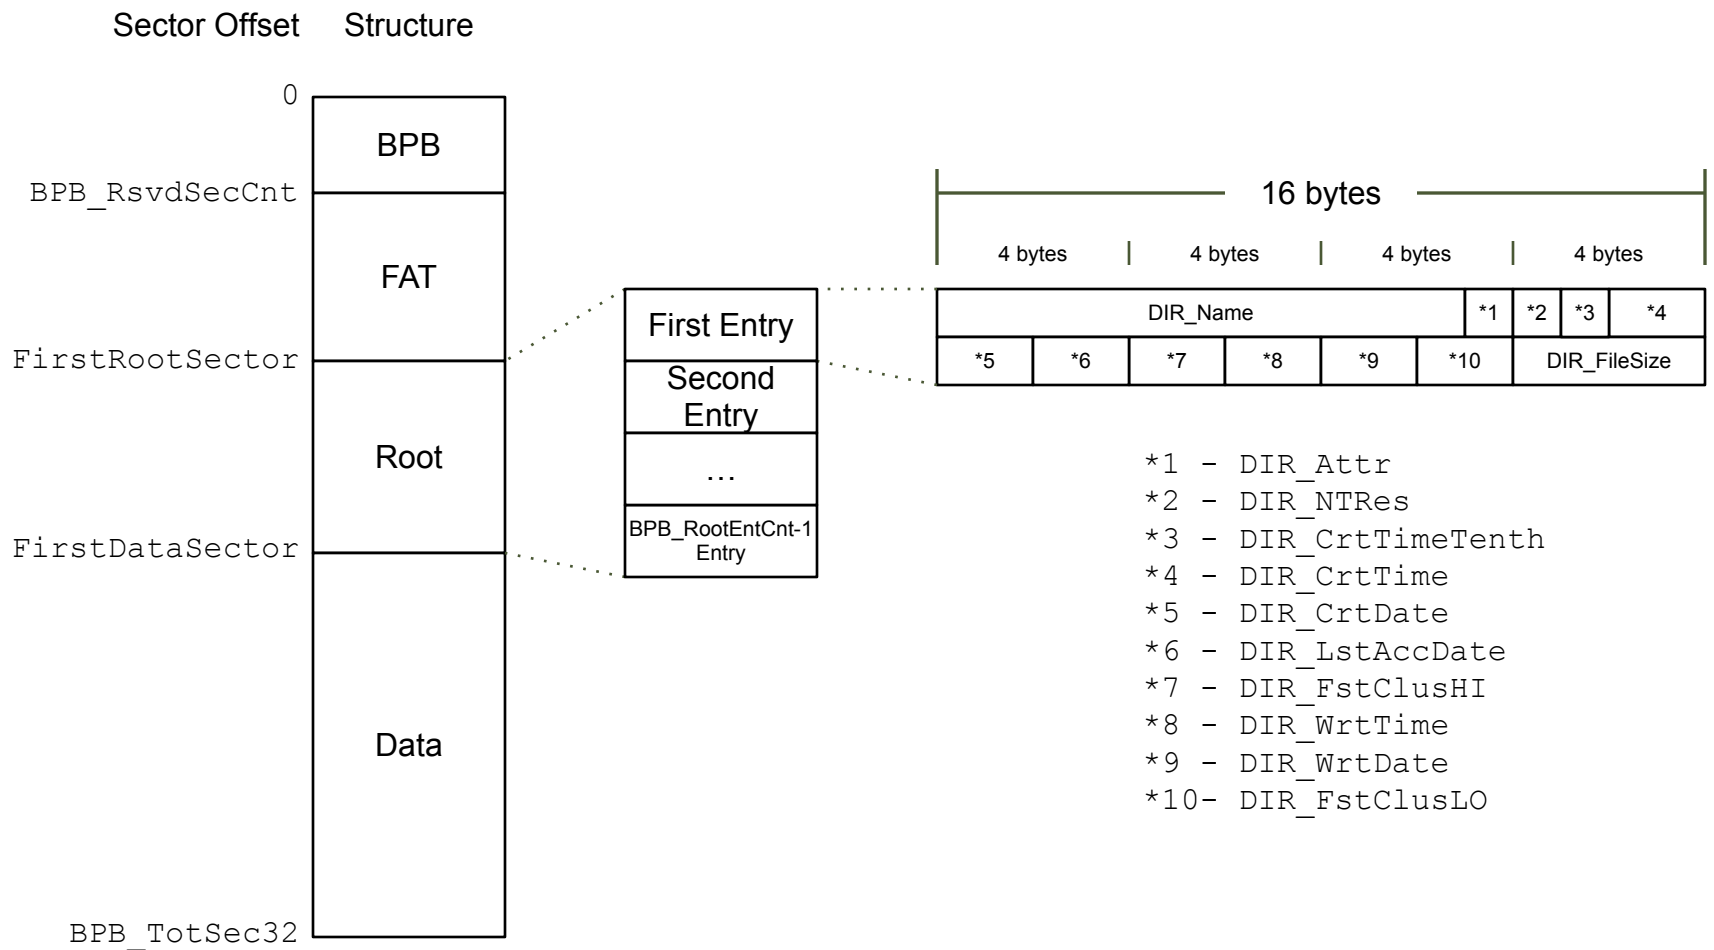 Sector Offset Structure
0
BPB
BPB_RsvdSecCnt
FAT
FirstRootSector
Root
FirstDataSector
Data
BPB_TotSec32
First Entry
Second
Entry
...
BPB_RootEntCnt-1
Entry
16 bytes
4 bytes 4 bytes 4 bytes 4 bytes
DIR_Name *1 *2 *3 *4
*5 *6 *7 *8 *9 *10 DIR_FileSize
*1 - DIR_Attr
*2 - DIR_NTRes
*3 - DIR_CrtTimeTenth
*4 - DIR_CrtTime
*5 - DIR_CrtDate
*6 - DIR_LstAccDate
*7 - DIR_FstClusHI
*8 - DIR_WrtTime
*9 - DIR_WrtDate
*10- DIR_FstClusLO